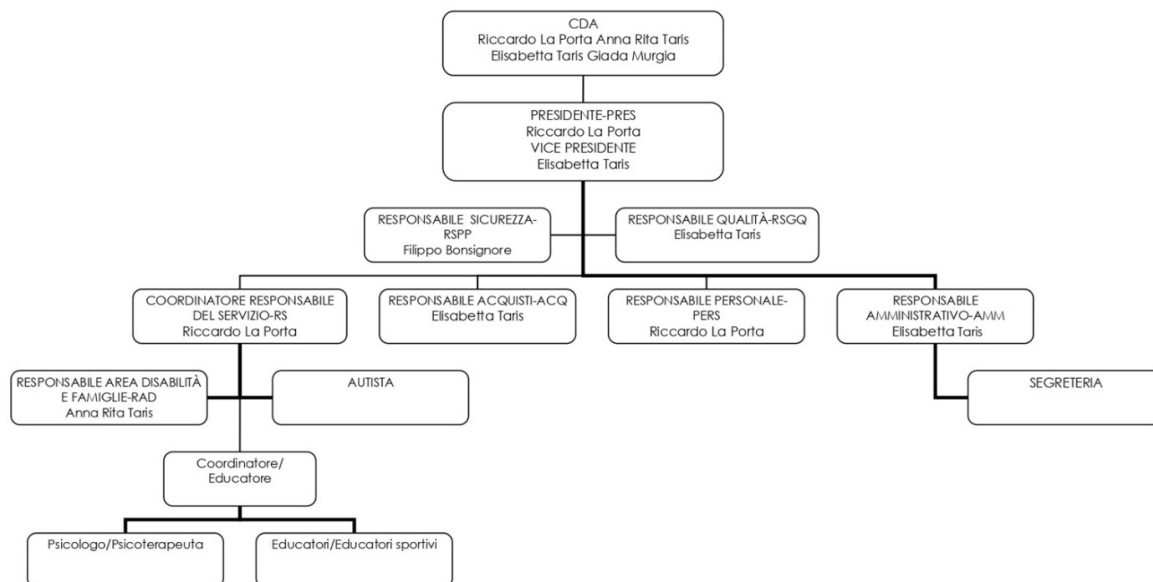 CDA
Riccardo La Porta Anna Rita Taris
Elisabetta Taris Giada Murgia
PRESIDENTE-PRES
Riccardo La Porta
VICE PRESIDENTE
Elisabetta Taris
RESPONSABILE SICUREZZA-
RSPP
Filippo Bonsignore
RESPONSABILE QUALITÀ-RSGQ
Elisabetta Taris
COORDINATORE RESPONSABILE
DEL SERVIZIO-RS
Riccardo La Porta
RESPONSABILE ACQUISTI-ACQ
Elisabetta Taris
RESPONSABILE PERSONALE-
PERS
Riccardo La Porta
RESPONSABILE
AMMINISTRATIVO-AMM
Elisabetta Taris
RESPONSABILE AREA DISABILITÀ
E FAMIGLIE-RAD
Anna Rita Taris
AUTISTA
SEGRETERIA
Coordinatore/
Educatore
Psicologo/Psicoterapeuta
Educatori/Educatori sportivi